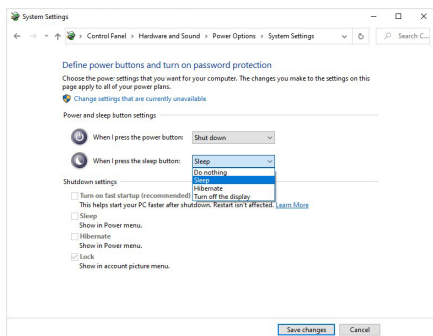 System Settings
Control Panel > Hardware and Sound > Power Options > System Settings
Search C...
Define power buttons and turn on password protection
Choose the power settings that you want for your computer. The changes you make to the settings on this
page apply to all of your power plans.
Change settings that are currently unavailable
Power and sleep button settings
When I press the power button: Shut down
When I press the sleep button: Sleep
Do nothing
Sleep
Hibernate
Turn off the display
Shutdown settings
Turn on fast startup (recommended)
This helps start your PC faster after shutdown. Restart isn't affected. Learn More
Sleep
Show in Power menu.
Hibernate
Show in Power menu.
Lock
Show in account picture menu.
Save changes Cancel